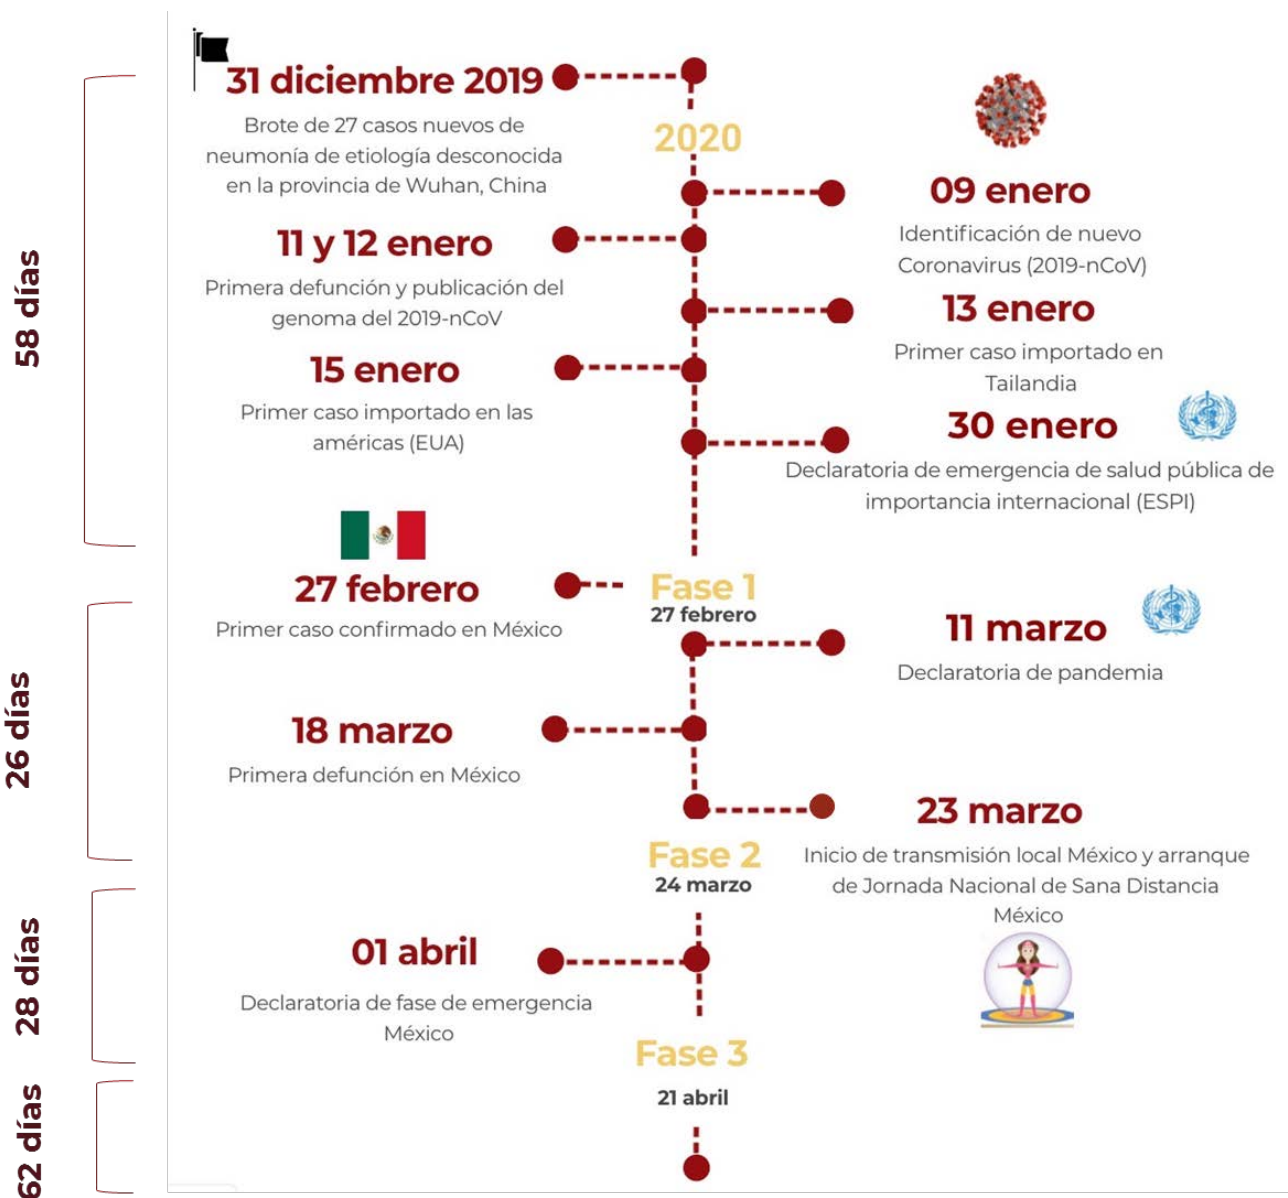 31 diciembre 2019
Brote de 27 casos nuevos de
neumonía de etiología desconocida
en la provincia de Wuhan, China
2020
09 enero
Identificación de nuevo
Coronavirus (2019-nCoV)
11 y 12 enero
Primera defunción y publicación del
genoma del 2019-nCoV
13 enero
Primer caso importado en
Tailandia
15 enero
Primer caso importado en las
américas (EUA)
30 enero
Declaratoria de emergencia de salud pública de
importancia internacional (ESPI)
58 días
27 febrero
Primer caso confirmado en México
Fase 1
27 febrero
11 marzo
Declaratoria de pandemia
18 marzo
Primera defunción en México
23 marzo
Inicio de transmisión local México y arranque
de Jornada Nacional de Sana Distancia
México
26 días
Fase 2
24 marzo
01 abril
Declaratoria de fase de emergencia
México
28 días
Fase 3
21 abril
62 días